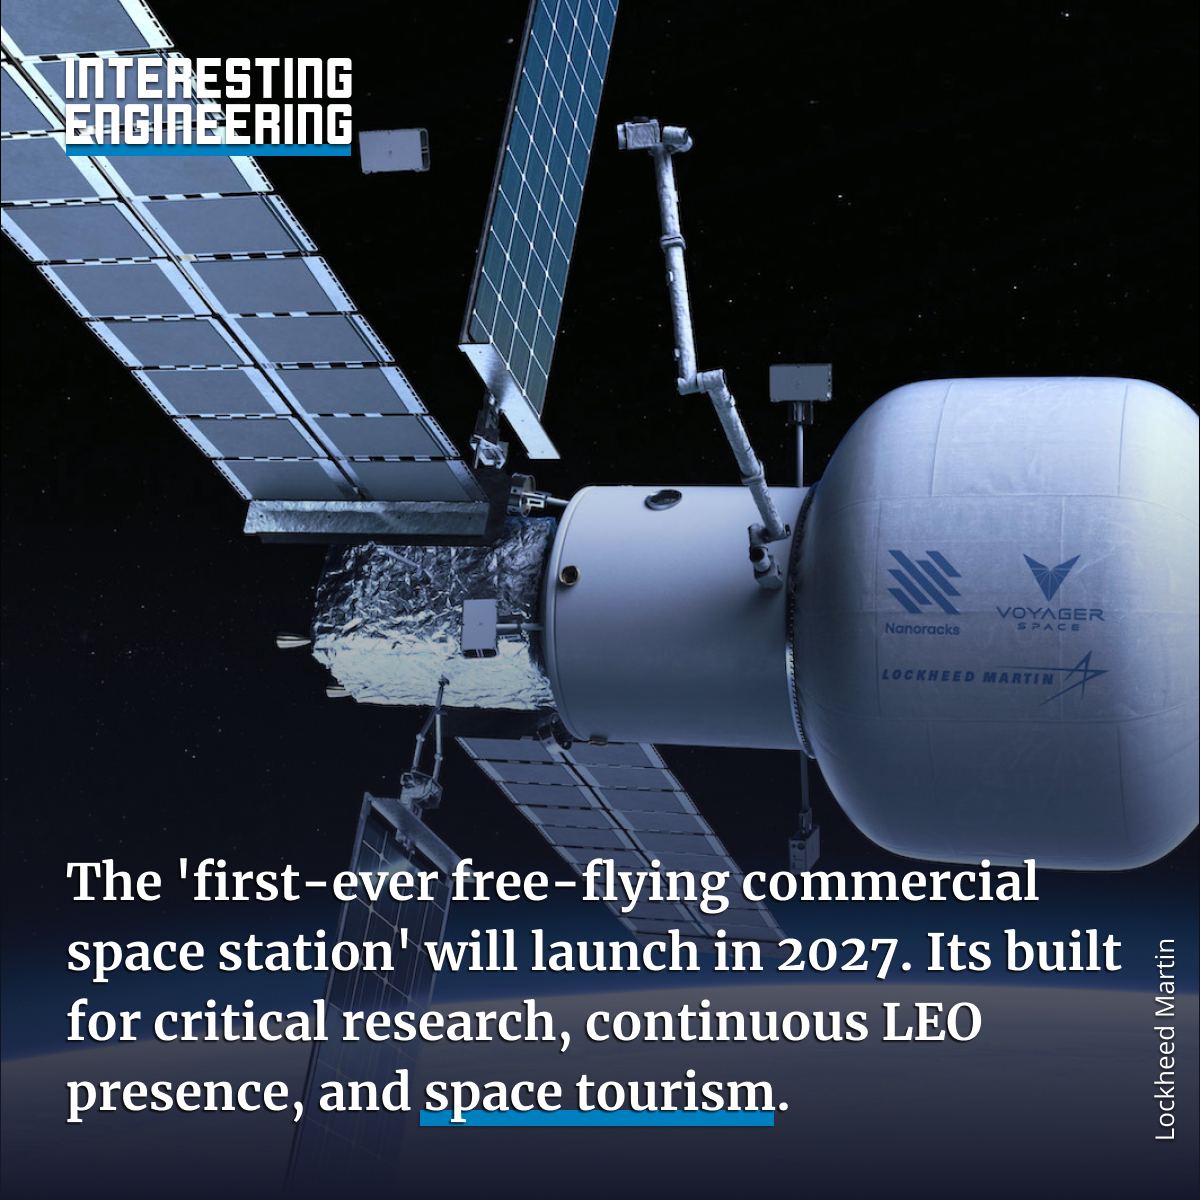 INTERESTING
ENGINEERING
Nanoracks
VOYAGER
SPACE
LOCKHEED MARTIN
The 'first-ever free-flying commercial
space station' will launch in 2027. Its built
for critical research, continuous LEO
presence, and space tourism.
Lockheed Martin